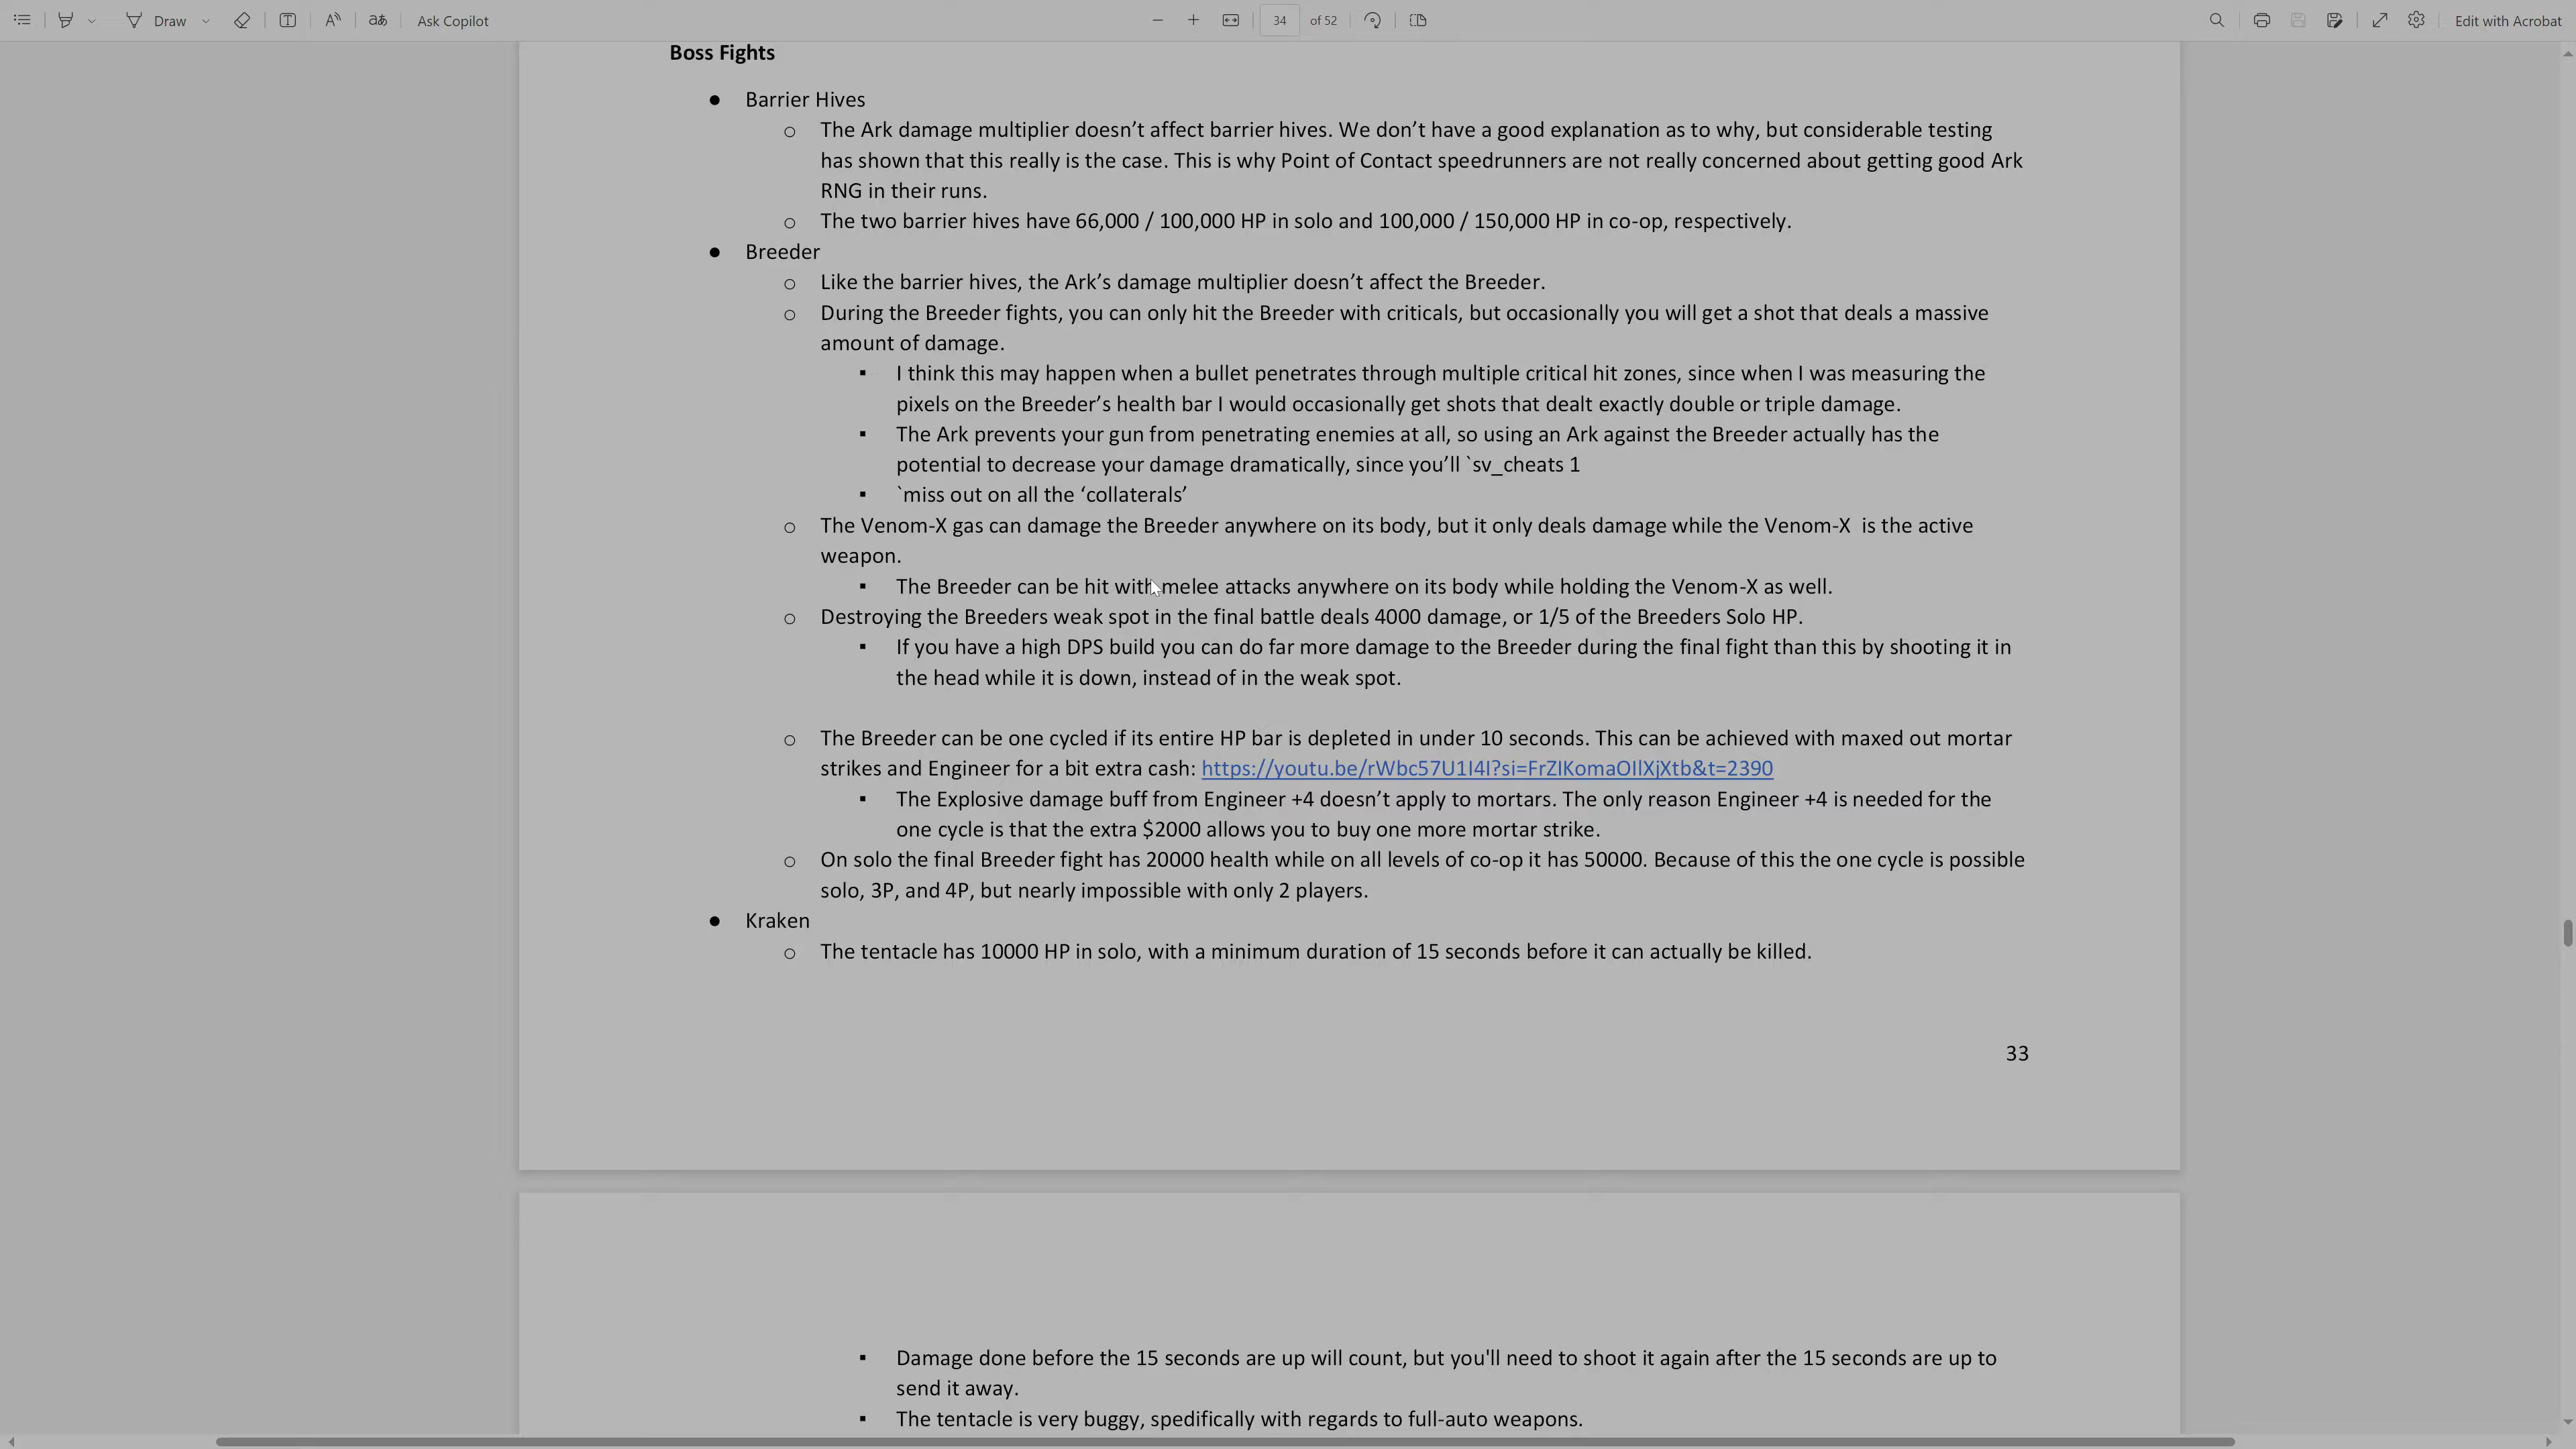 Draw
Ask Copilot
34 of 52
Edit with Acrobat
Boss Fights
● Barrier Hives
○ The Ark damage multiplier doesn’t affect barrier hives. We don’t have a good explanation as to why, but considerable testing
has shown that this really is the case. This is why Point of Contact speedrunners are not really concerned about getting good Ark
RNG in their runs.
○ The two barrier hives have 66,000 / 100,000 HP in solo and 100,000 / 150,000 HP in co-op, respectively.
● Breeder
○ Like the barrier hives, the Ark’s damage multiplier doesn’t affect the Breeder.
○ During the Breeder fights, you can only hit the Breeder with criticals, but occasionally you will get a shot that deals a massive
amount of damage.
▪ I think this may happen when a bullet penetrates through multiple critical hit zones, since when I was measuring the
pixels on the Breeder’s health bar I would occasionally get shots that dealt exactly double or triple damage.
▪ The Ark prevents your gun from penetrating enemies at all, so using an Ark against the Breeder actually has the
potential to decrease your damage dramatically, since you’ll `sv_cheats 1
▪ `miss out on all the ‘collaterals’
○ The Venom-X gas can damage the Breeder anywhere on its body, but it only deals damage while the Venom-X is the active
weapon.
▪ The Breeder can be hit with melee attacks anywhere on its body while holding the Venom-X as well.
○ Destroying the Breeders weak spot in the final battle deals 4000 damage, or 1/5 of the Breeders Solo HP.
▪ If you have a high DPS build you can do far more damage to the Breeder during the final fight than this by shooting it in
the head while it is down, instead of in the weak spot.
○ The Breeder can be one cycled if its entire HP bar is depleted in under 10 seconds. This can be achieved with maxed out mortar
strikes and Engineer for a bit extra cash: https://youtu.be/rWbc57U1I4I?si=FrZIKomaOIlXjXtb&t=2390
▪ The Explosive damage buff from Engineer +4 doesn’t apply to mortars. The only reason Engineer +4 is needed for the
one cycle is that the extra $2000 allows you to buy one more mortar strike.
○ On solo the final Breeder fight has 20000 health while on all levels of co-op it has 50000. Because of this the one cycle is possible
solo, 3P, and 4P, but nearly impossible with only 2 players.
● Kraken
○ The tentacle has 10000 HP in solo, with a minimum duration of 15 seconds before it can actually be killed.
33
▪ Damage done before the 15 seconds are up will count, but you'll need to shoot it again after the 15 seconds are up to
send it away.
▪ The tentacle is very buggy, spedifically with regards to full-auto weapons.